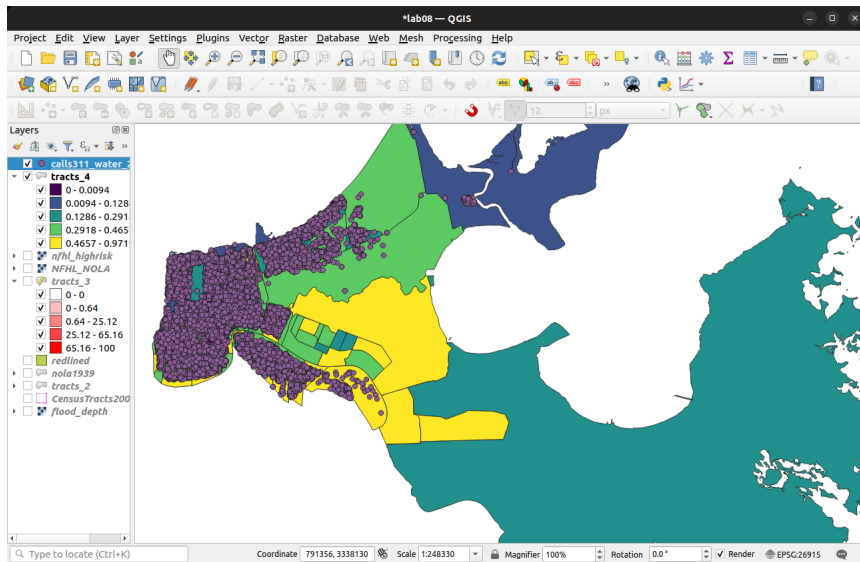 *lab08 — QGIS
Project Edit View Layer Settings Plugins Vector Raster Database Web Mesh Processing Help
abc abc abc »
12 px
Layers
»
calls311_water_2
tracts_4
0 - 0.0094
0.0094 - 0.128
0.1286 - 0.291
0.2918 - 0.465
0.4657 - 0.971
nfhl_highrisk
NFHL_NOLA
tracts_3
0 - 0
0 - 0.64
0.64 - 25.12
25.12 - 65.16
65.16 - 100
redlined
nola1939
tracts_2
CensusTracts200
flood_depth
Type to locate (Ctrl+K) Coordinate 791356, 3338130 Scale 1:248330 Magnifier 100% Rotation 0.0 ° Render EPSG:26915